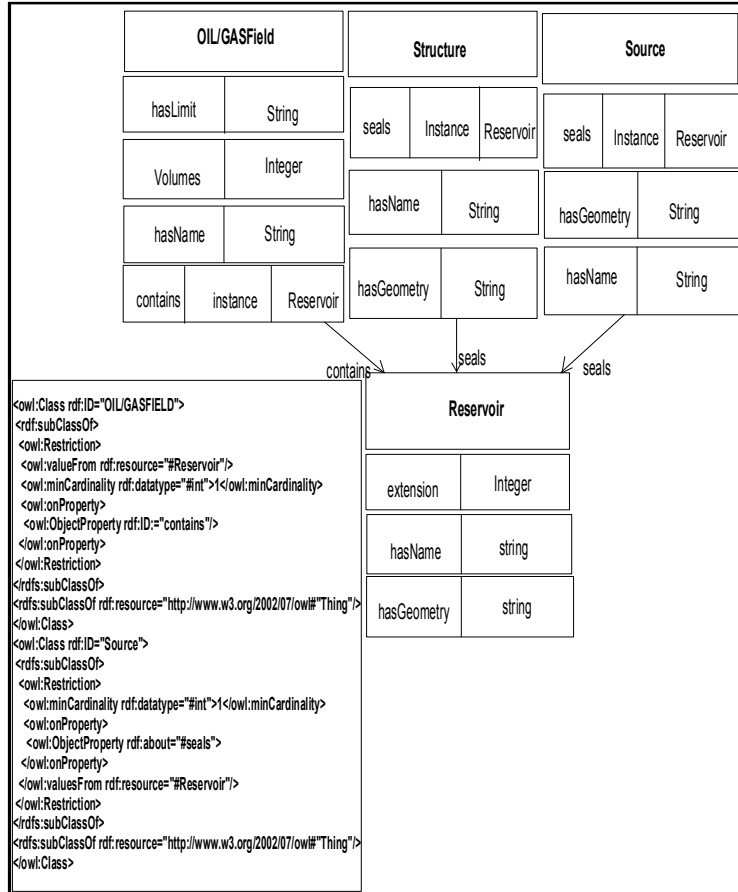 OIL/GASField
hasLimit String
Volumes Integer
hasName String
contains instance Reservoir
Structure
seals Instance Reservoir
hasName String
hasGeometry String
Source
seals Instance Reservoir
hasGeometry String
hasName String
contains
seals
seals
Reservoir
extension Integer
hasName string
hasGeometry string
<owl:Class rdf:ID="OIL/GASFIELD">
<rdf:subClassOf>
<owl:Restriction>
<owl:valueFrom rdf:resource="#Reservoir"/>
<owl:minCardinality rdf:datatype="#int">1</owl:minCardinality>
<owl:onProperty>
<owl:ObjectProperty rdf:ID:="contains"/>
</owl:onProperty>
</owl:Restriction>
</rdfs:subClassOf>
<rdfs:subClassOf rdf:resource="http://www.w3.org/2002/07/owl#"Thing"/>
</owl:Class>
<owl:Class rdf:ID="Source">
<rdfs:subClassOf>
<owl:Restriction>
<owl:minCardinality rdf:datatype="#int">1</owl:minCardinality>
<owl:onProperty>
<owl:ObjectProperty rdf:about="#seals">
</owl:onProperty>
</owl:valuesFrom rdf:resource="#Reservoir"/>
</owl:Restriction>
</rdfs:subClassOf>
<rdfs:subClassOf rdf:resource="http://www.w3.org/2002/07/owl#"Thing"/>
</owl:Class>